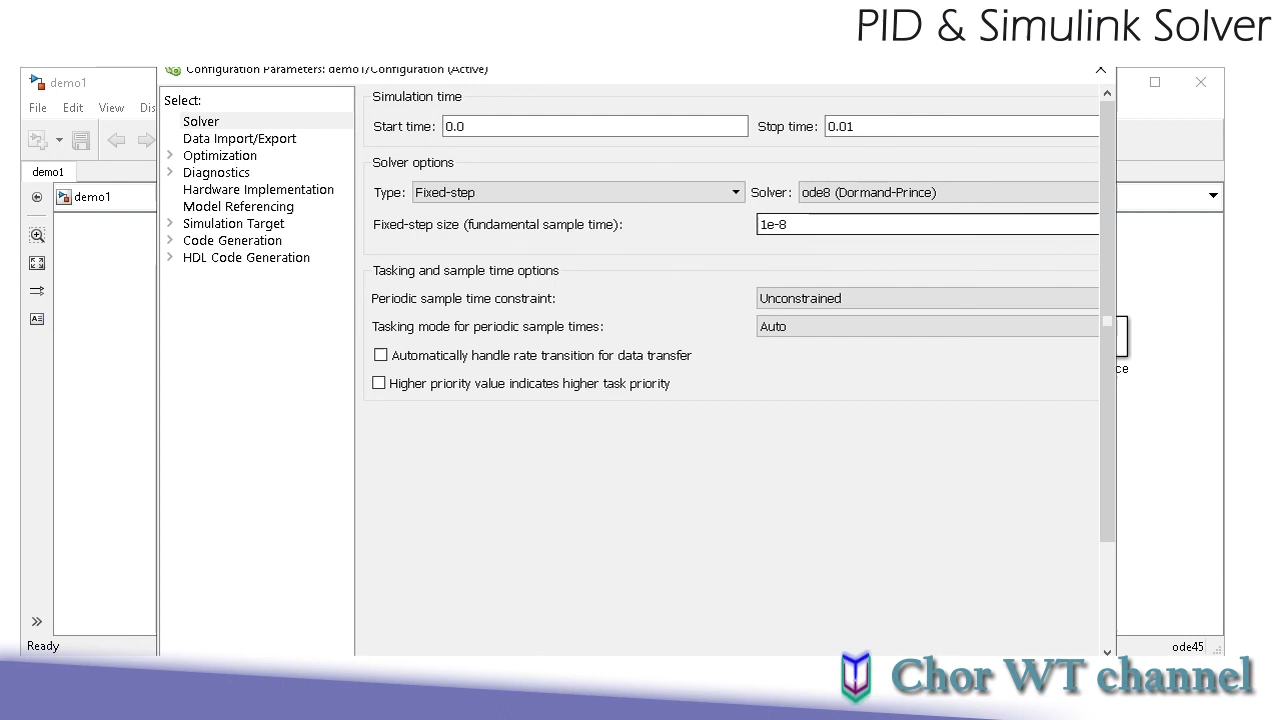 PID & Simulink Solver
demo1
Configuration Parameters: demo1/Configuration (Active)
File Edit View Dis
demo1
demo1
Select:
Solver
Data Import/Export
Optimization
Diagnostics
Hardware Implementation
Model Referencing
Simulation Target
Code Generation
HDL Code Generation
Simulation time
Start time: 0.0 Stop time: 0.01
Solver options
Type: Fixed-step Solver: ode8 (Dormand-Prince)
Fixed-step size (fundamental sample time): 1e-8
Tasking and sample time options
Periodic sample time constraint: Unconstrained
Tasking mode for periodic sample times: Auto
Automatically handle rate transition for data transfer
Higher priority value indicates higher task priority
ce
Ready
ode45
Chor WT channel